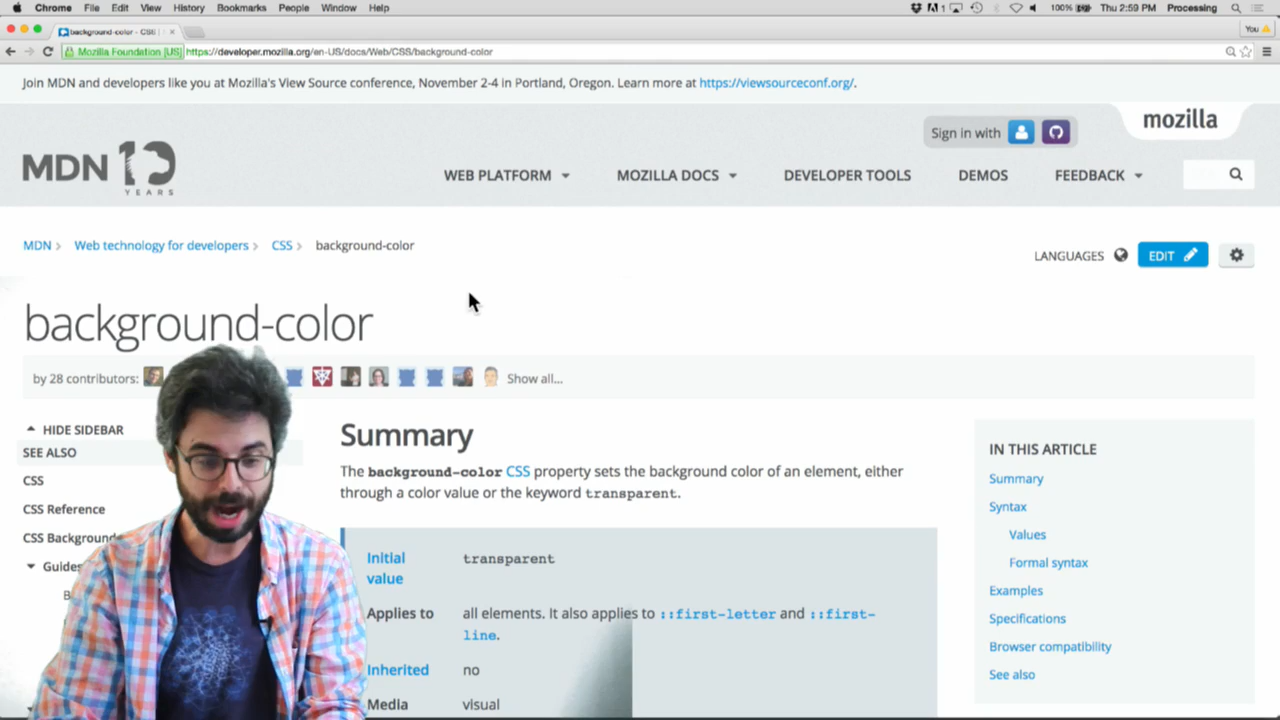 Chrome File Edit View History Bookmarks People Window Help
1 100% Thu 2:59 PM Processing
background-color - CSS |
You
Mozilla Foundation [US] https://developer.mozilla.org/en-US/docs/Web/CSS/background-color
Join MDN and developers like you at Mozilla's View Source conference, November 2-4 in Portland, Oregon. Learn more at https://viewsourceconf.org/.
mozilla
Sign in with
MDN 10
YEARS
WEB PLATFORM MOZILLA DOCS DEVELOPER TOOLS DEMOS FEEDBACK
MDN Web technology for developers CSS background-color
LANGUAGES EDIT
background-color
by 28 contributors: Show all...
HIDE SIDEBAR
SEE ALSO
CSS
CSS Reference
CSS
Summary
The background-color CSS property sets the background color of an element, either
through a color value or the keyword transparent.
Initial transparent
value
Applies to all elements. It also applies to ::first-letter and ::first-
line.
Inherited no
Media visual
IN THIS ARTICLE
Summary
Syntax
Values
Formal syntax
Examples
Specifications
Browser compatibility
See also